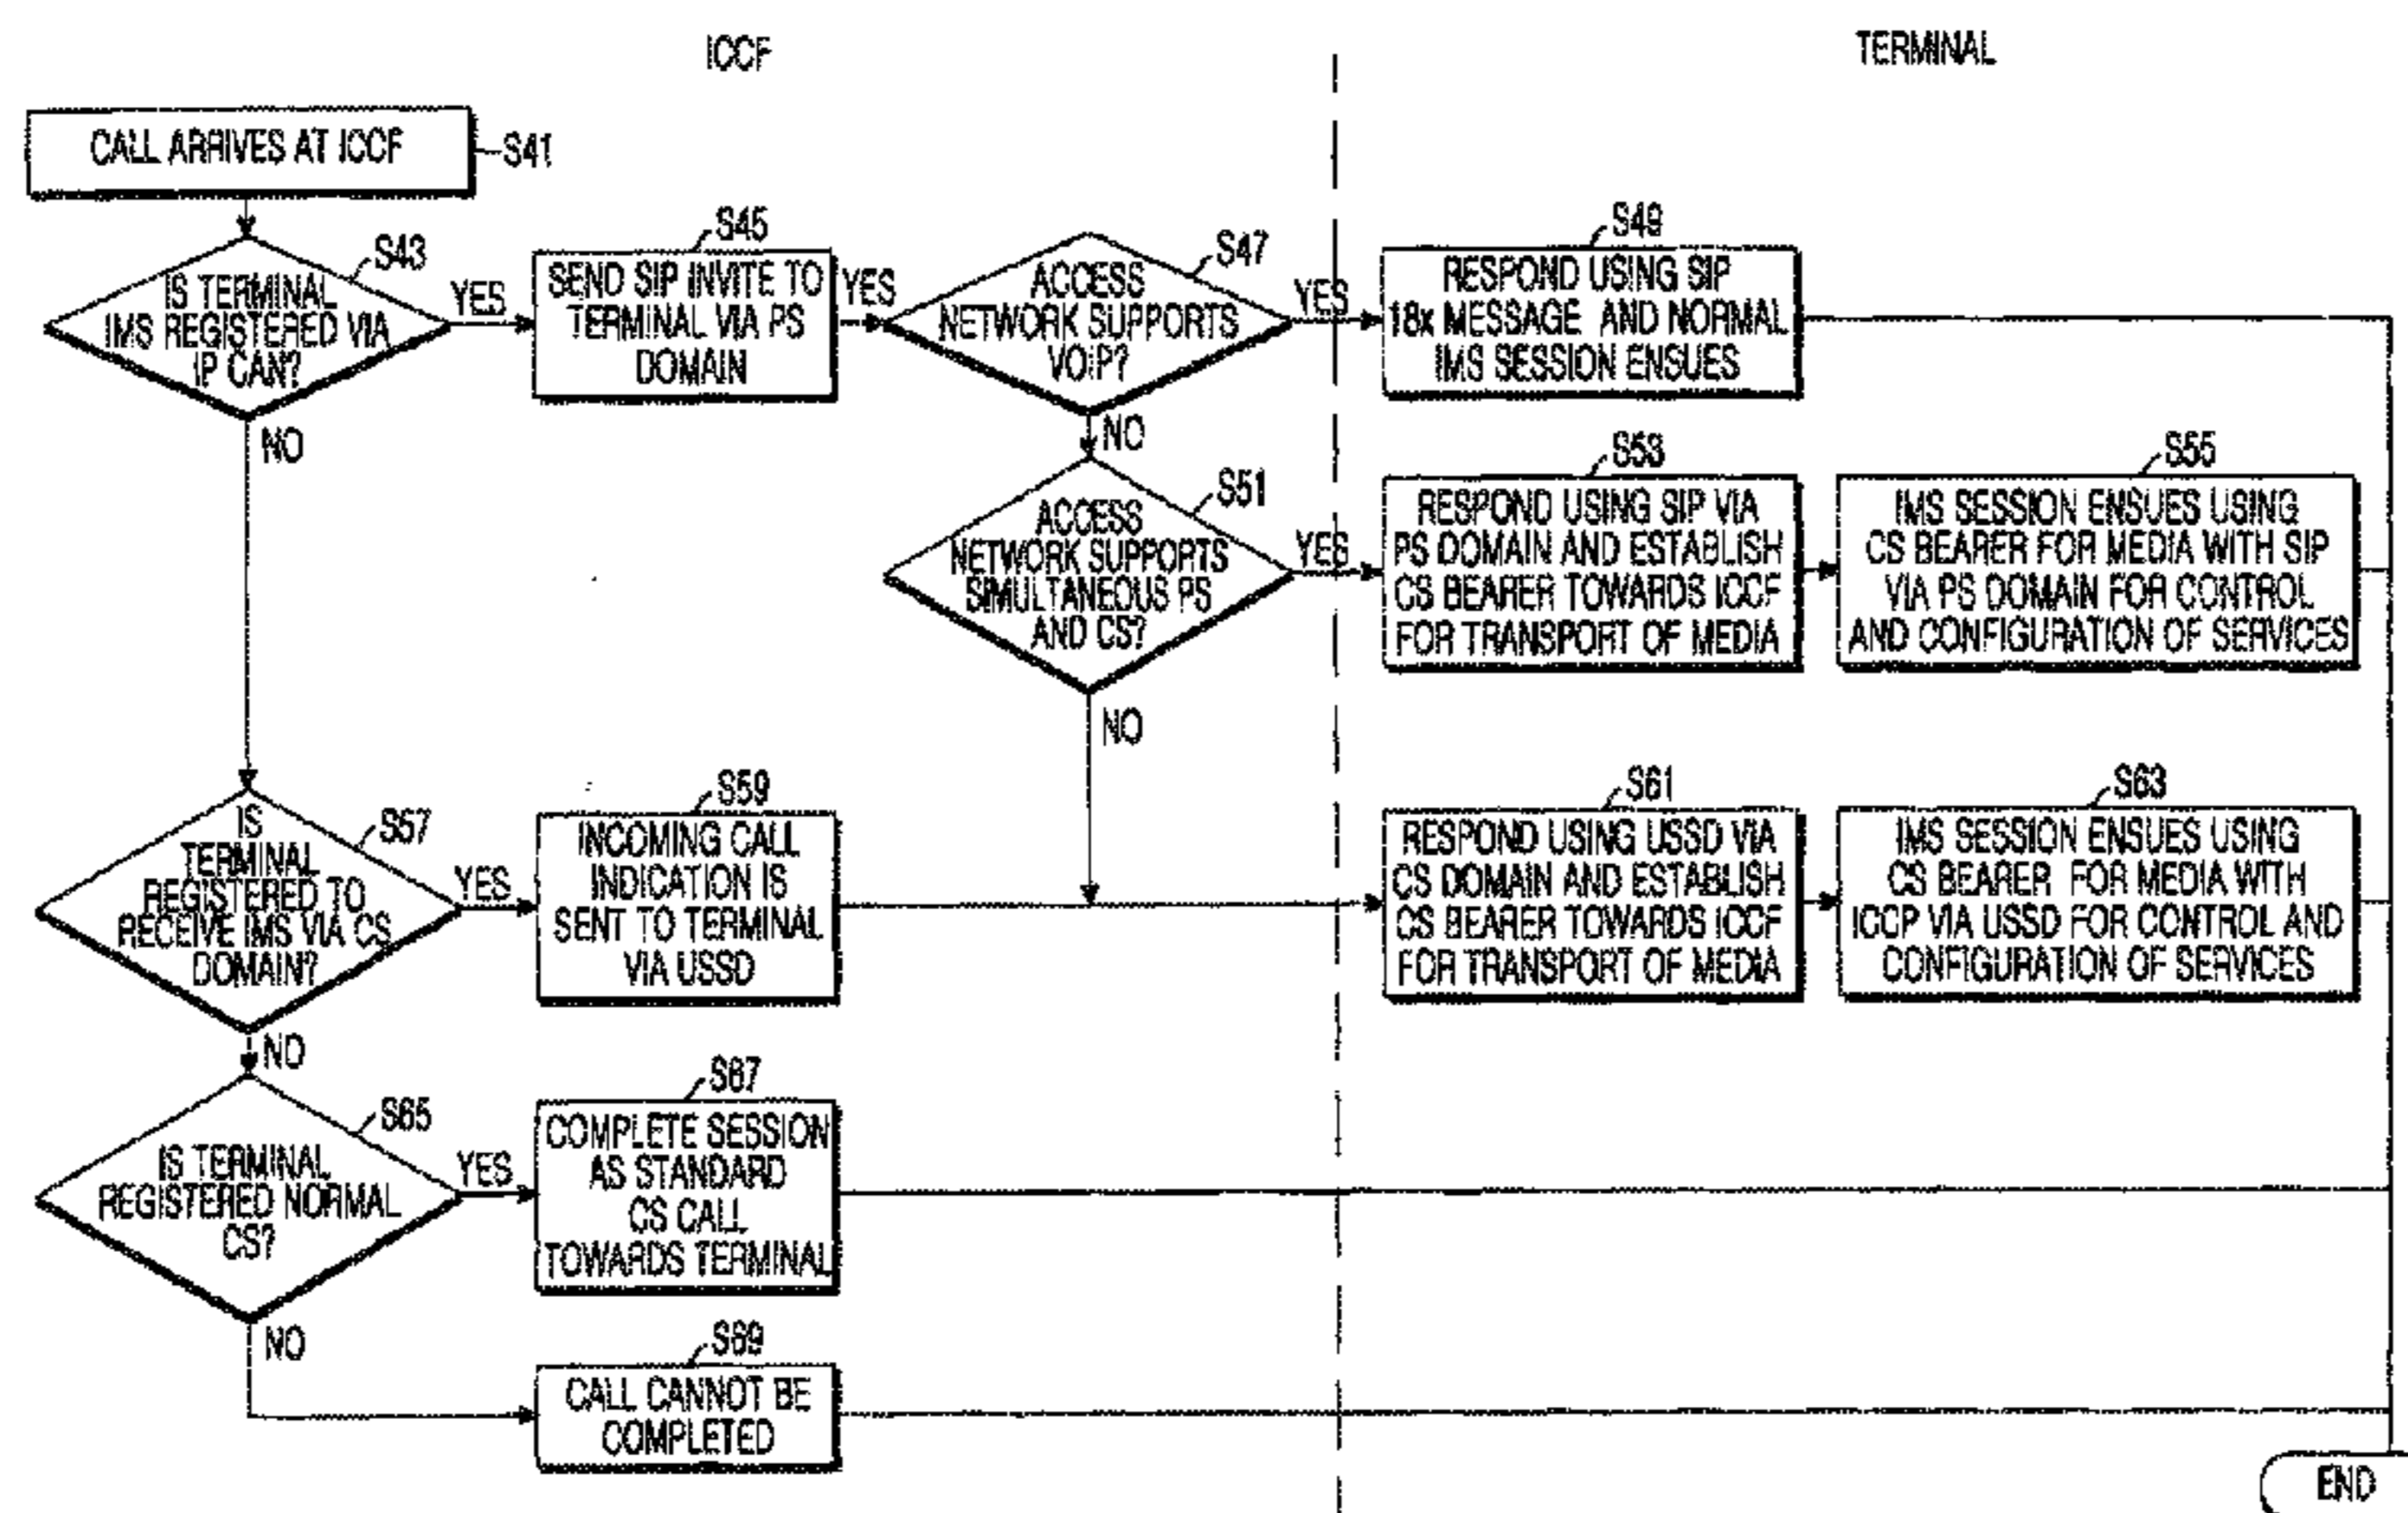 ICCF
TERMINAL
CALL ARRIVES AT ICCF
S41
S43
IS TERMINAL
IMS REGISTERED VIA
IP CAN?
YES
NO
S45
SEND SIP INVITE TO
TERMINAL VIA PS
DOMAIN
YES
S47
ACCESS
NETWORK SUPPORTS
VOIP?
YES
NO
S49
RESPOND USING SIP
18x MESSAGE AND NORMAL
IMS SESSION ENSUES
S51
ACCESS
NETWORK SUPPORTS
SIMULTANEOUS PS
AND CS?
YES
NO
S53
RESPOND USING SIP VIA
PS DOMAIN AND ESTABLISH
CS BEARER TOWARDS ICCF
FOR TRANSPORT OF MEDIA
S55
IMS SESSION ENSUES USING
CS BEARER FOR MEDIA WITH SIP
VIA PS DOMAIN FOR CONTROL
AND CONFIGURATION OF SERVICES
S57
IS
TERMINAL
REGISTERED TO
RECEIVE IMS VIA CS
DOMAIN?
YES
NO
S59
INCOMING CALL
INDICATION IS
SENT TO TERMINAL
VIA USSD
S61
RESPOND USING USSD VIA
CS DOMAIN AND ESTABLISH
CS BEARER TOWARDS ICCF
FOR TRANSPORT OF MEDIA
S63
IMS SESSION ENSUES USING
CS BEARER FOR MEDIA WITH
ICCP VIA USSD FOR CONTROL AND
CONFIGURATION OF SERVICES
S65
IS TERMINAL
REGISTERED NORMAL
CS?
YES
NO
S67
COMPLETE SESSION
AS STANDARD
CS CALL
TOWARDS TERMINAL
S69
CALL CANNOT BE
COMPLETED
END